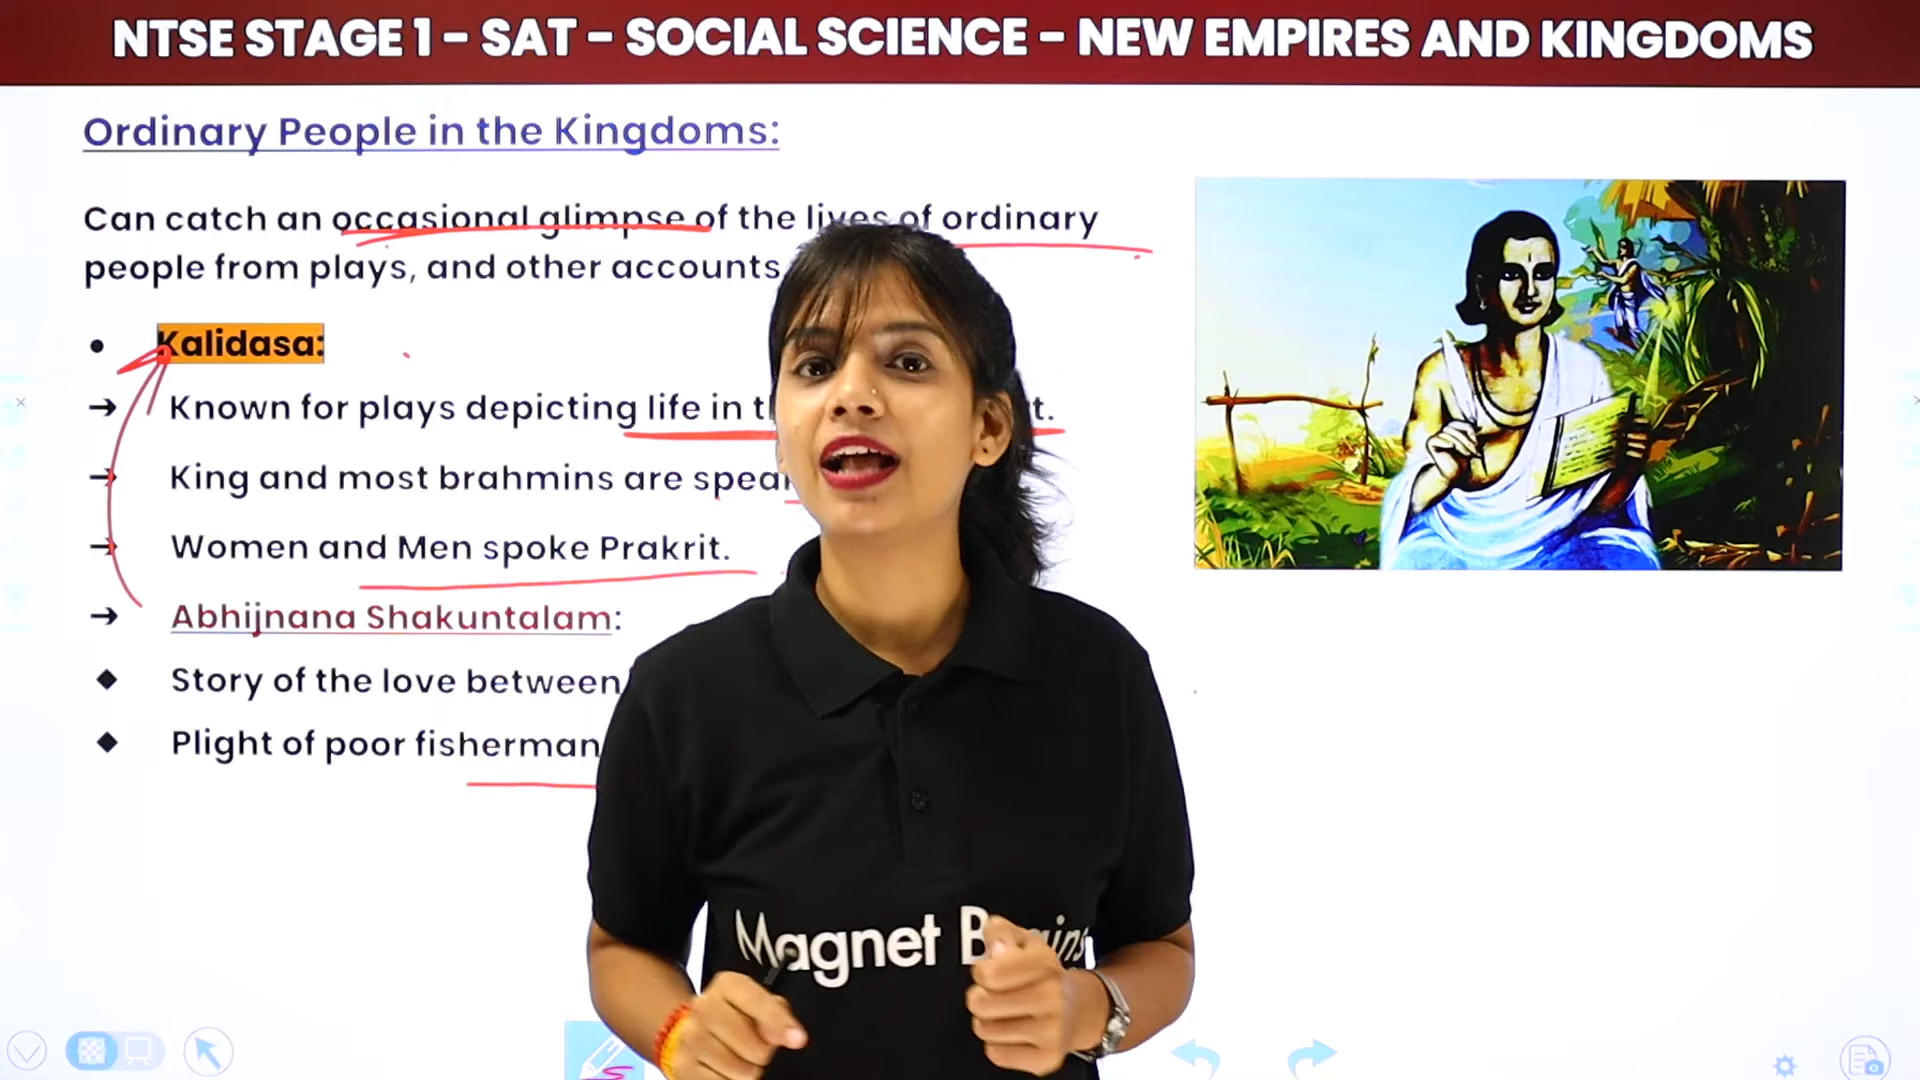 NTSE STAGE 1 – SAT – SOCIAL SCIENCE – NEW EMPIRES AND KINGDOMS
Ordinary People in the Kingdoms:
Can catch an occasional glimpse of the lives of ordinary
people from plays, and other accounts
• Kalidasa:
→ Known for plays depicting life in t.
→ King and most brahmins are
→ Women and Men spoke Prakrit.
→ Abhijnana Shakuntalam:
◆ Story of the love between
◆ Plight of poor fisherman
Magnet